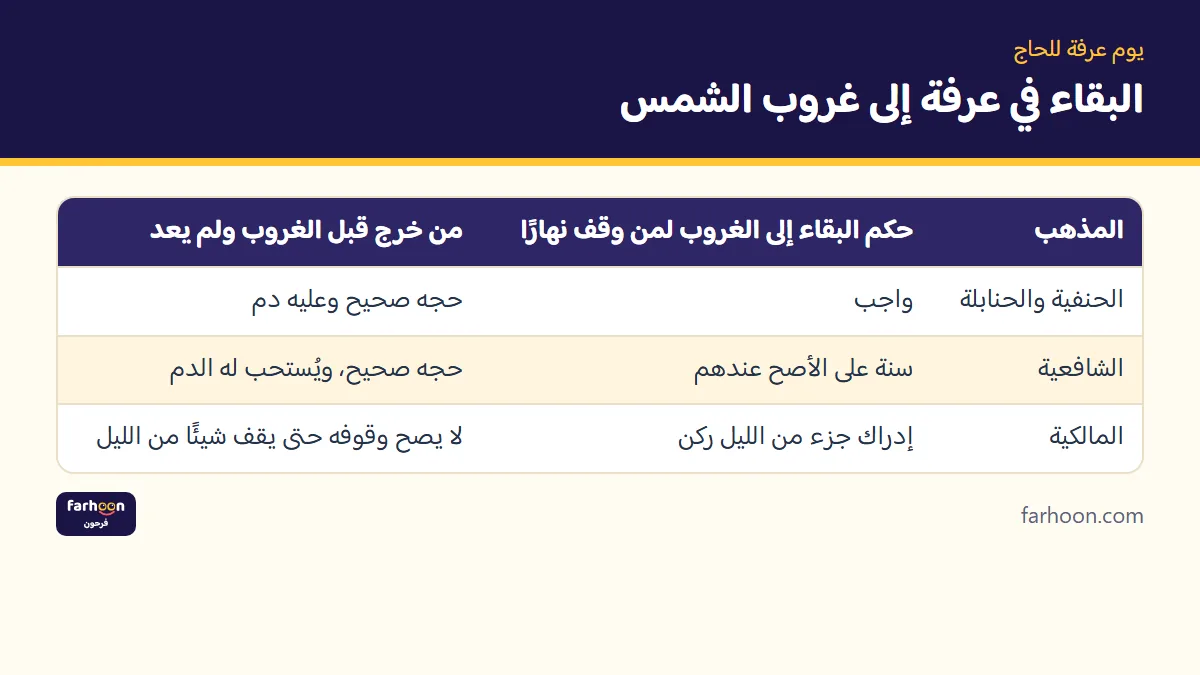 يوم عرفة للحاج
البقاء في عرفة إلى غروب الشمس
المذهب حكم البقاء إلى الغروب لمن وقف نهارًا من خرج قبل الغروب ولم يعد
الحنفية والحنابلة واجب حجه صحيح وعليه دم
الشافعية سنة على الأصح عندهم حجه صحيح، ويُستحب له الدم
المالكية إدراك جزء من الليل ركن لا يصح وقوفه حتى يقف شيئًا من الليل
farhoon.com
farhoon
فرحون